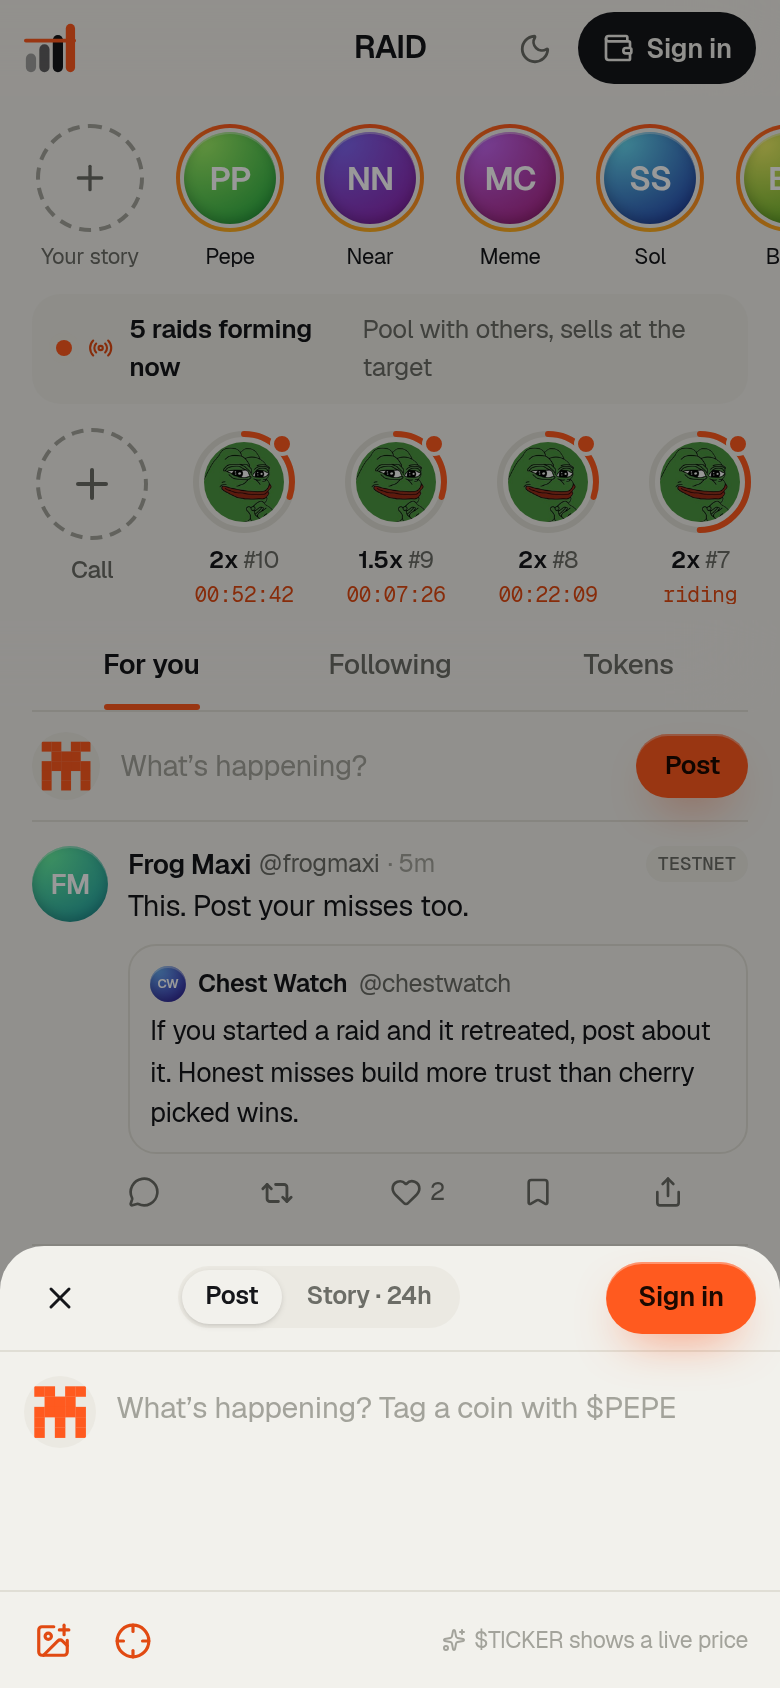 RAID
Sign in
PP
NN
MC
SS
Your story
Pepe
Near
Meme
Sol
5 raids forming now
Pool with others, sells at the target
Call
2x #10
1.5x #9
2x #8
2x #7
00:52:42
00:07:26
00:22:09
riding
For you
Following
Tokens
What's happening?
Post
FM
Frog Maxi @frogmaxi · 5m
TESTNET
This. Post your misses too.
CW
Chest Watch @chestwatch
If you started a raid and it retreated, post about
it. Honest misses build more trust than cherry
picked wins.
2
Post
Story · 24h
Sign in
What's happening? Tag a coin with $PEPE
$TICKER shows a live price